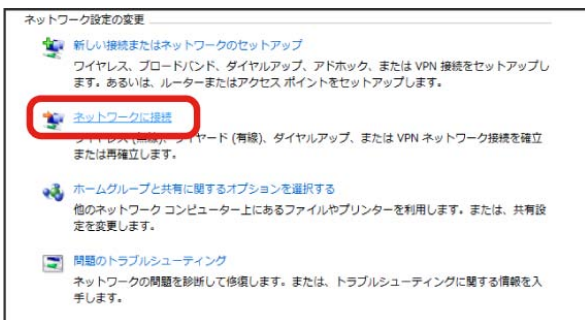 ネットワーク設定の変更
新しい接続またはネットワークのセットアップ
ワイヤレス、ブロードバンド、ダイヤルアップ、アドホック、または VPN 接続をセットアップし
ます。あるいは、ルーターまたはアクセス ポイントをセットアップします。
ネットワークに接続
ワイヤレス (無線)、ワイヤード (有線)、ダイヤルアップ、または VPN ネットワーク接続を確立
または再確立します。
ホームグループと共有に関するオプションを選択する
他のネットワーク コンピューター上にあるファイルやプリンターを利用します。または、共有設
定を変更します。
問題のトラブルシューティング
ネットワークの問題を診断して修復します。または、トラブルシューティングに関する情報を入
手します。